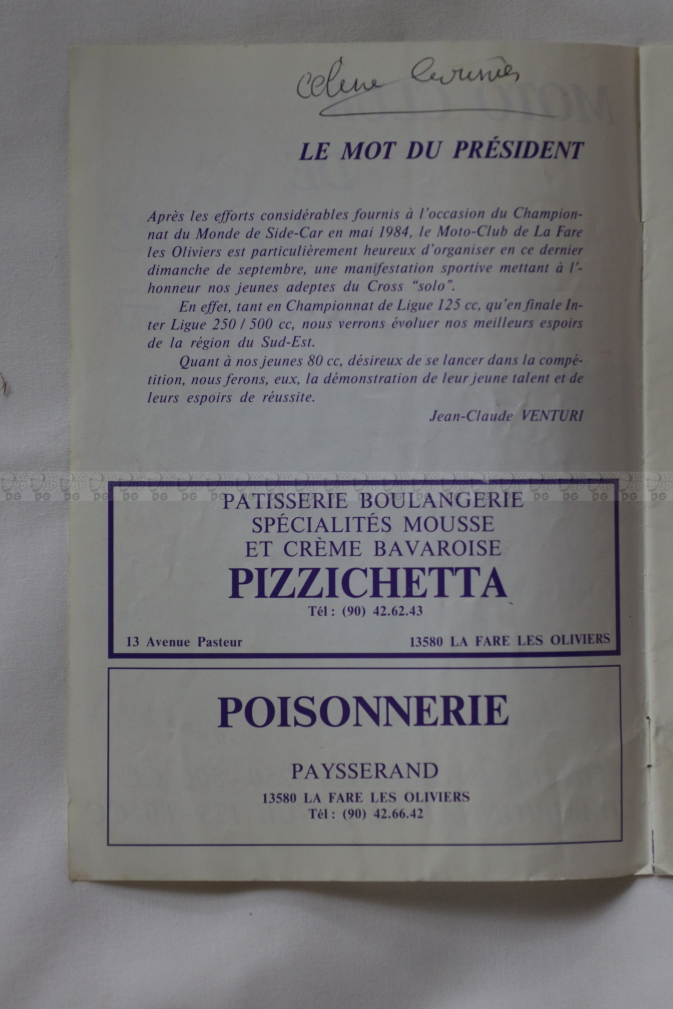 LE MOT DU PRÉSIDENT
Après les efforts considérables fournis à l'occasion du Champion-
nat du Monde de Side-Car en mai 1984, le Moto-Club de La Fare
les Oliviers est particulièrement heureux d'organiser en ce dernier
dimanche de septembre, une manifestation sportive mettant à l'-
honneur nos jeunes adeptes du Cross "solo".
En effet, tant en Championnat de Ligue 125 cc, qu'en finale In-
ter Ligue 250 / 500 cc, nous verrons évoluer nos meilleurs espoirs
de la région du Sud-Est.
Quant à nos jeunes 80 cc, désireux de se lancer dans la compé-
tition, nous ferons, eux, la démonstration de leur jeune talent et de
leurs espoirs de réussite.
Jean-Claude VENTURI
PATISSERIE BOULANGERIE
SPÉCIALITÉS MOUSSE
ET CRÈME BAVAROISE
PIZZICHETTA
Tél : (90) 42.62.43
13 Avenue Pasteur 13580 LA FARE LES OLIVIERS
POISONNERIE
PAYSSERAND
13580 LA FARE LES OLIVIERS
Tél : (90) 42.66.42